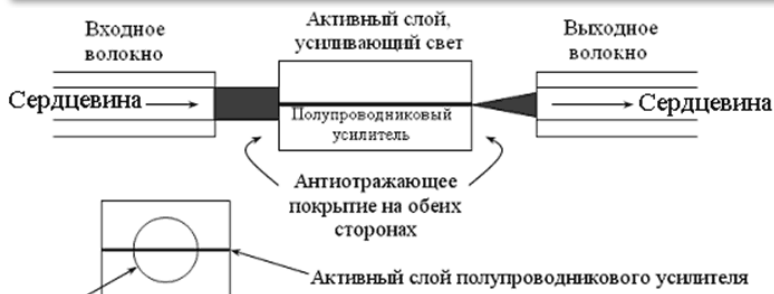 Входное
волокно
Активный слой,
усиливающий свет
Выходное
волокно
Сердцевина
Полупроводниковый
усилитель
Сердцевина
Антиотражающее
покрытие на обеих
сторонах
Активный слой полупроводникового усилителя